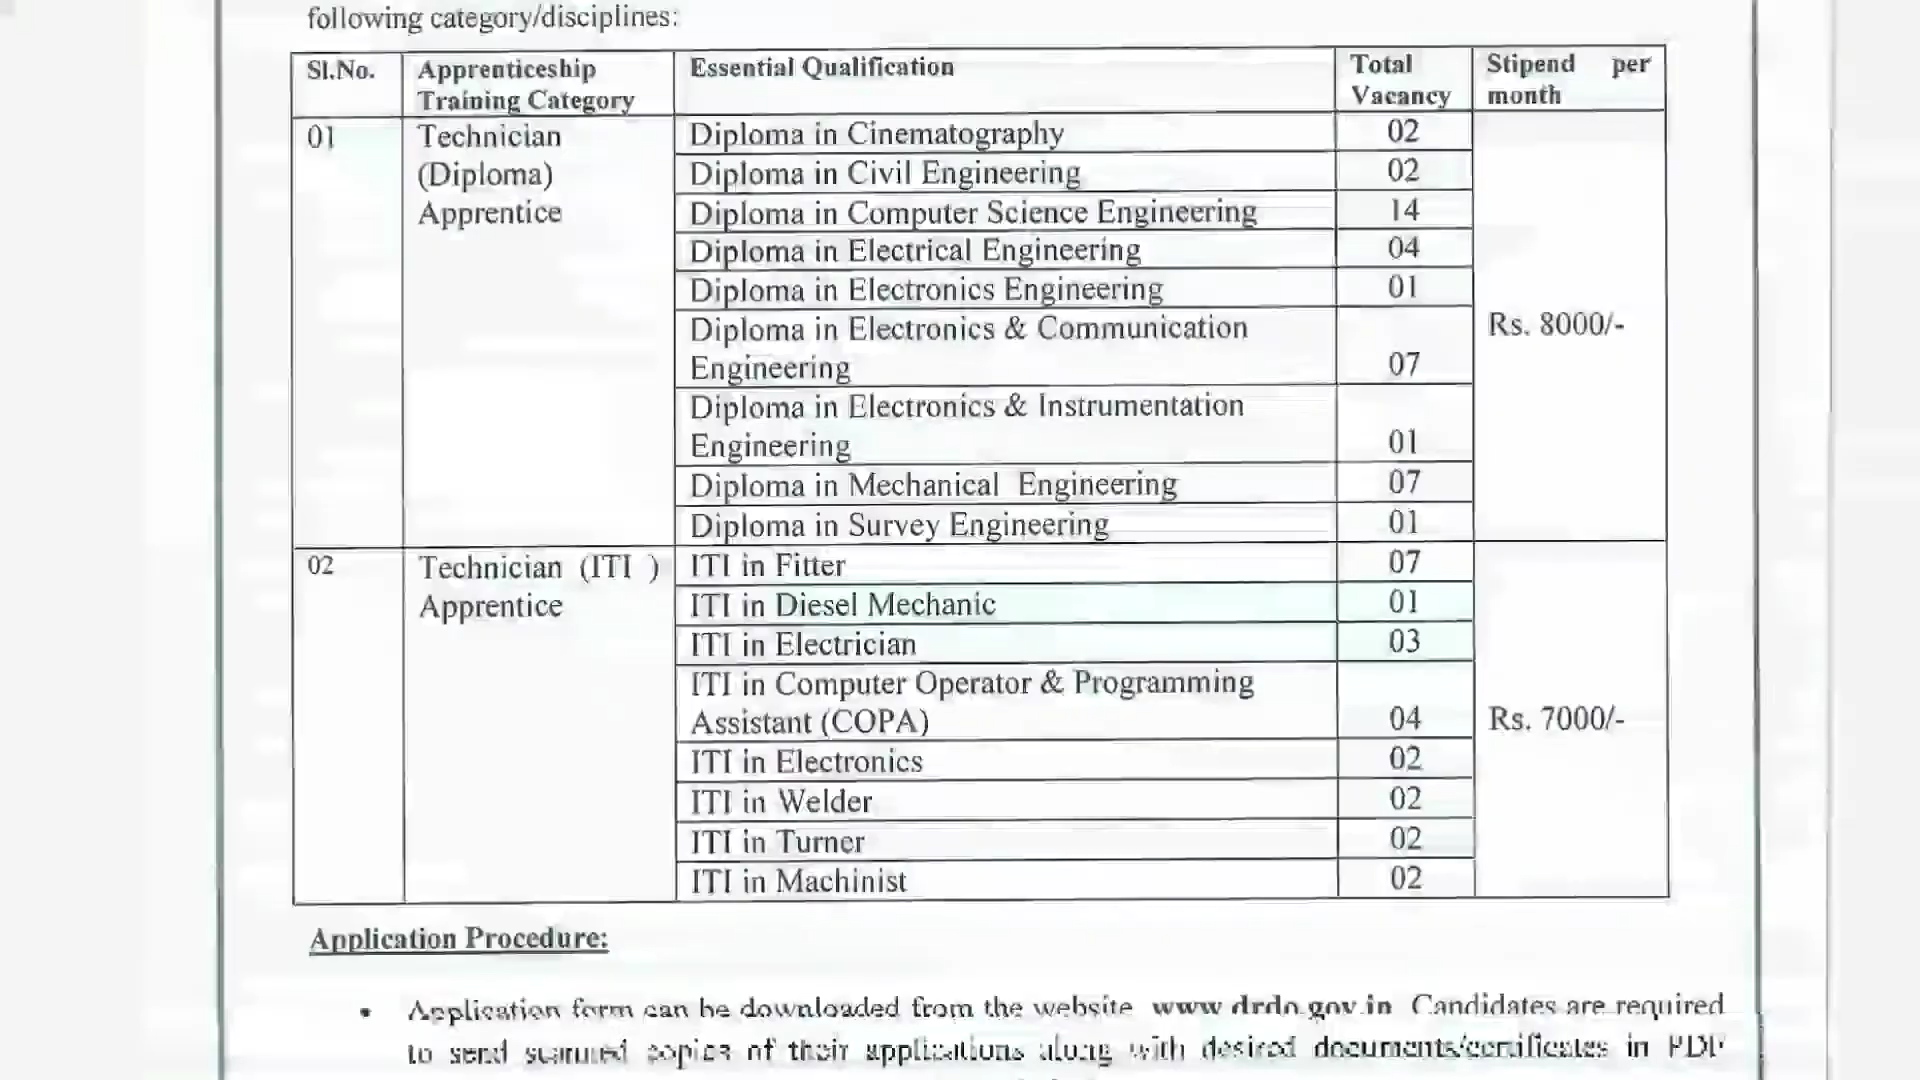 following category/disciplines:
Sl.No. Apprenticeship Training Category Essential Qualification Total Vacancy Stipend per month
01 Technician (Diploma) Apprentice Diploma in Cinematography 02 Rs. 8000/-
Diploma in Civil Engineering 02
Diploma in Computer Science Engineering 14
Diploma in Electrical Engineering 04
Diploma in Electronics Engineering 01
Diploma in Electronics & Communication
Engineering 07
Diploma in Electronics & Instrumentation
Engineering 01
Diploma in Mechanical Engineering 07
Diploma in Survey Engineering 01
02 Technician (ITI ) Apprentice ITI in Fitter 07 Rs. 7000/-
ITI in Diesel Mechanic 01
ITI in Electrician 03
ITI in Computer Operator & Programming
Assistant (COPA) 04
ITI in Electronics 02
ITI in Welder 02
ITI in Turner 02
ITI in Machinist 02
Application Procedure:
• Application form can be downloaded from the website www.drdo.gov.in Candidates are required
to send scanned copies of their applications along with desired documents/certificates in PDF